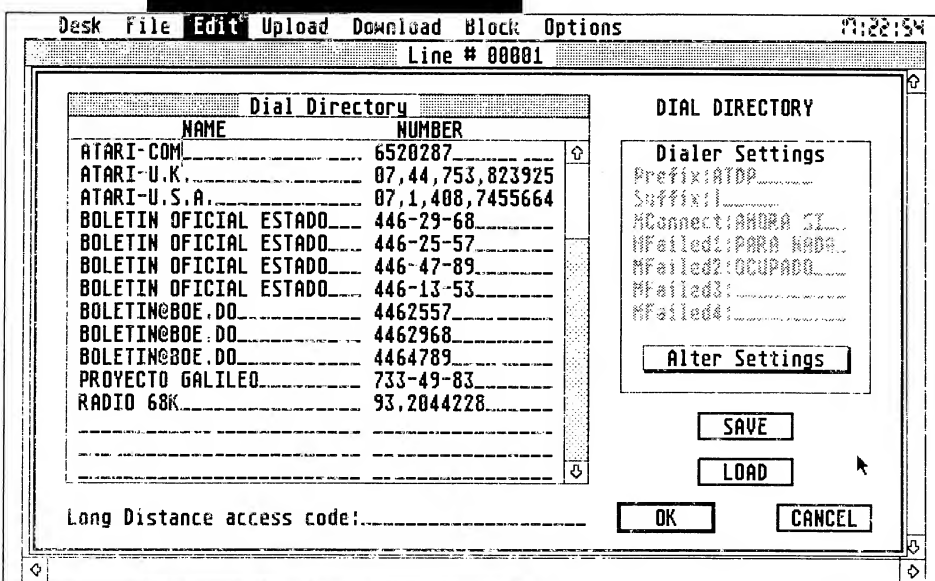 Desk File Edit Upload Download Block Options 17:22:54
Line # 00001
Dial Directory
NAME NUMBER
ATARI-COM 6520287
ATARI-U.K. 07,44,753,823925
ATARI-U.S.A. 07,1,408,7455664
BOLETIN OFICIAL ESTADO 446-29-68
BOLETIN OFICIAL ESTADO 446-25-57
BOLETIN OFICIAL ESTADO 446-47-89
BOLETIN OFICIAL ESTADO 446-13-53
BOLETIN@BOE.DO 4462557
BOLETIN@BOE.DO 4462968
BOLETIN@BOE.DO 4464789
PROYECTO GALILEO 733-49-83
RADIO 68K 93,2044228
Long Distance access code:
DIAL DIRECTORY
Dialer Settings
Prefix:ATDP
Suffix:|
MConnect:AHORA SI
MFailed1:PARA NADA
MFailed2:OCUPADO
MFailed3:
MFailed4:
Alter Settings
SAVE
LOAD
OK CANCEL